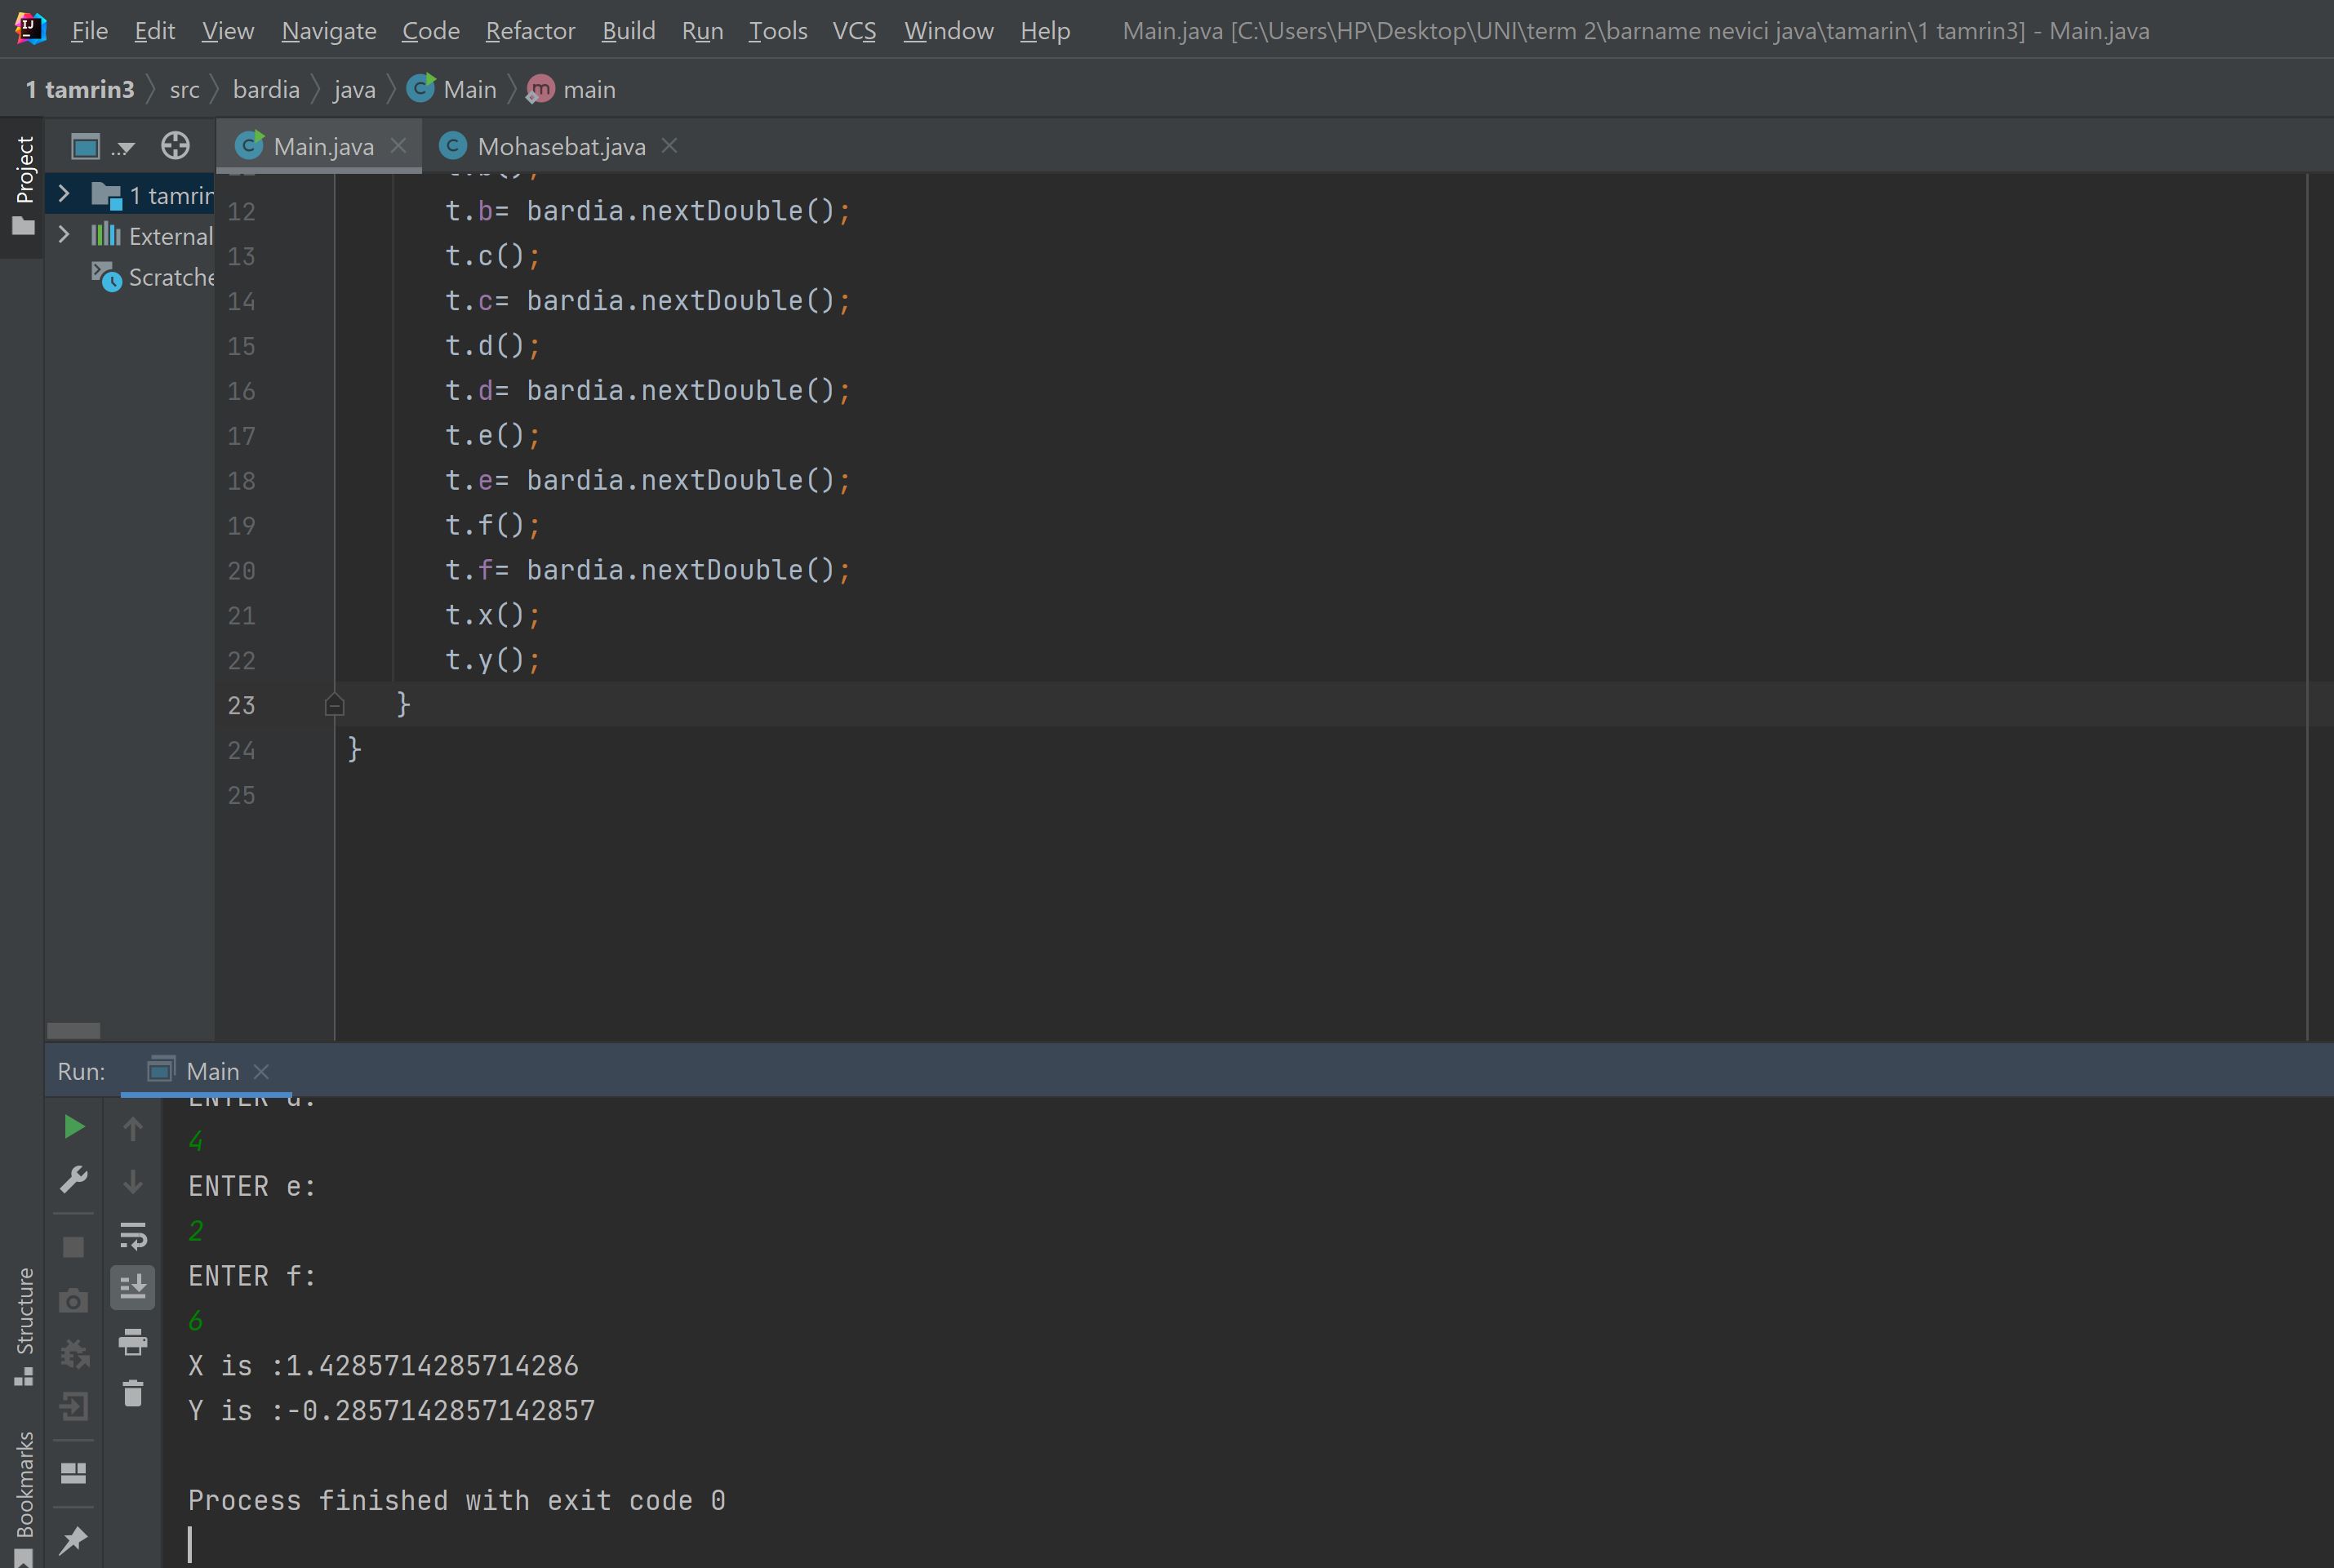 File Edit View Navigate Code Refactor Build Run Tools VCS Window Help Main.java [C:\Users\HP\Desktop\UNI\term 2\barname nevici java\tamarin\1 tamrin3] - Main.java
1 tamrin3 src bardia java Main main
Project
Main.java
Mohasebat.java
1 tamrin
External
Scratche
12 t.b= bardia.nextDouble();
13 t.c();
14 t.c= bardia.nextDouble();
15 t.d();
16 t.d= bardia.nextDouble();
17 t.e();
18 t.e= bardia.nextDouble();
19 t.f();
20 t.f= bardia.nextDouble();
21 t.x();
22 t.y();
23 }
24 }
25
Run: Main
4
ENTER e:
2
ENTER f:
6
X is :1.4285714285714286
Y is :-0.2857142857142857
Process finished with exit code 0
Structure
Bookmarks